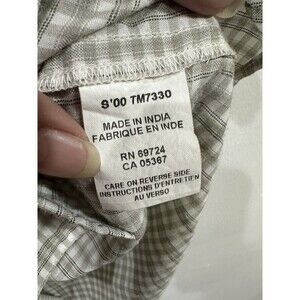 S'00 TM7330
MADE IN INDIA
FABRIQUE EN INDE
RN 69724
CA 05367
CARE ON REVERSE SIDE
INSTRUCTIONS D'ENTRETIEN
AU VERSO